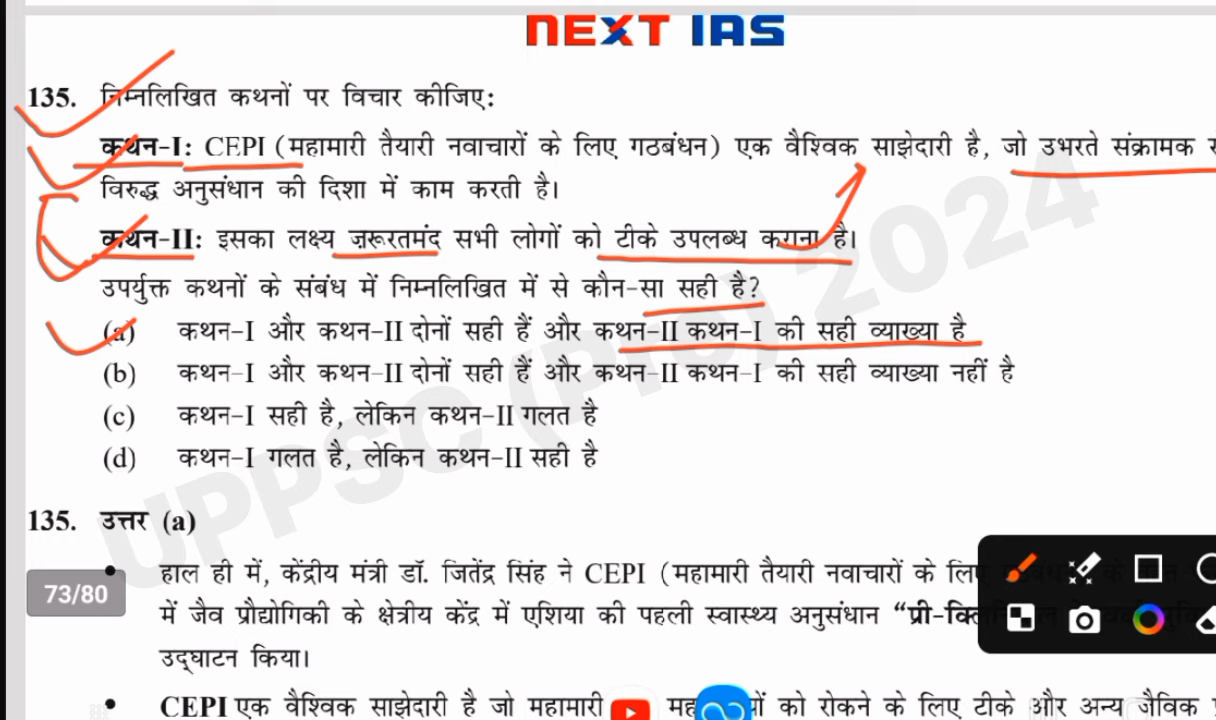 NEXT IAS
135. निम्नलिखित कथनों पर विचार कीजिए:
कथन-I: CEPI (महामारी तैयारी नवाचारों के लिए गठबंधन) एक वैश्विक साझेदारी है, जो उभरते संक्रामक
विरुद्ध अनुसंधान की दिशा में काम करती है।
कथन-II: इसका लक्ष्य ज़रूरतमंद सभी लोगों को टीके उपलब्ध कराना है।
उपर्युक्त कथनों के संबंध में निम्नलिखित में से कौन-सा सही है?
(a) कथन-I और कथन-II दोनों सही हैं और कथन-II कथन-I की सही व्याख्या है
(b) कथन-I और कथन-II दोनों सही हैं और कथन-II कथन-I की सही व्याख्या नहीं है
(c) कथन-I सही है, लेकिन कथन-II गलत है
(d) कथन-I गलत है, लेकिन कथन-II सही है
UPPSC (Pre) 2024
135. उत्तर (a)
• हाल ही में, केंद्रीय मंत्री डॉ. जितेंद्र सिंह ने CEPI (महामारी तैयारी नवाचारों के
73/80
में जैव प्रौद्योगिकी के क्षेत्रीय केंद्र में एशिया की पहली स्वास्थ्य अनुसंधान
उद्घाटन किया।
• CEPI एक वैश्विक साझेदारी है जो महामारी को रोकने के लिए टीके और अन्य जैविक